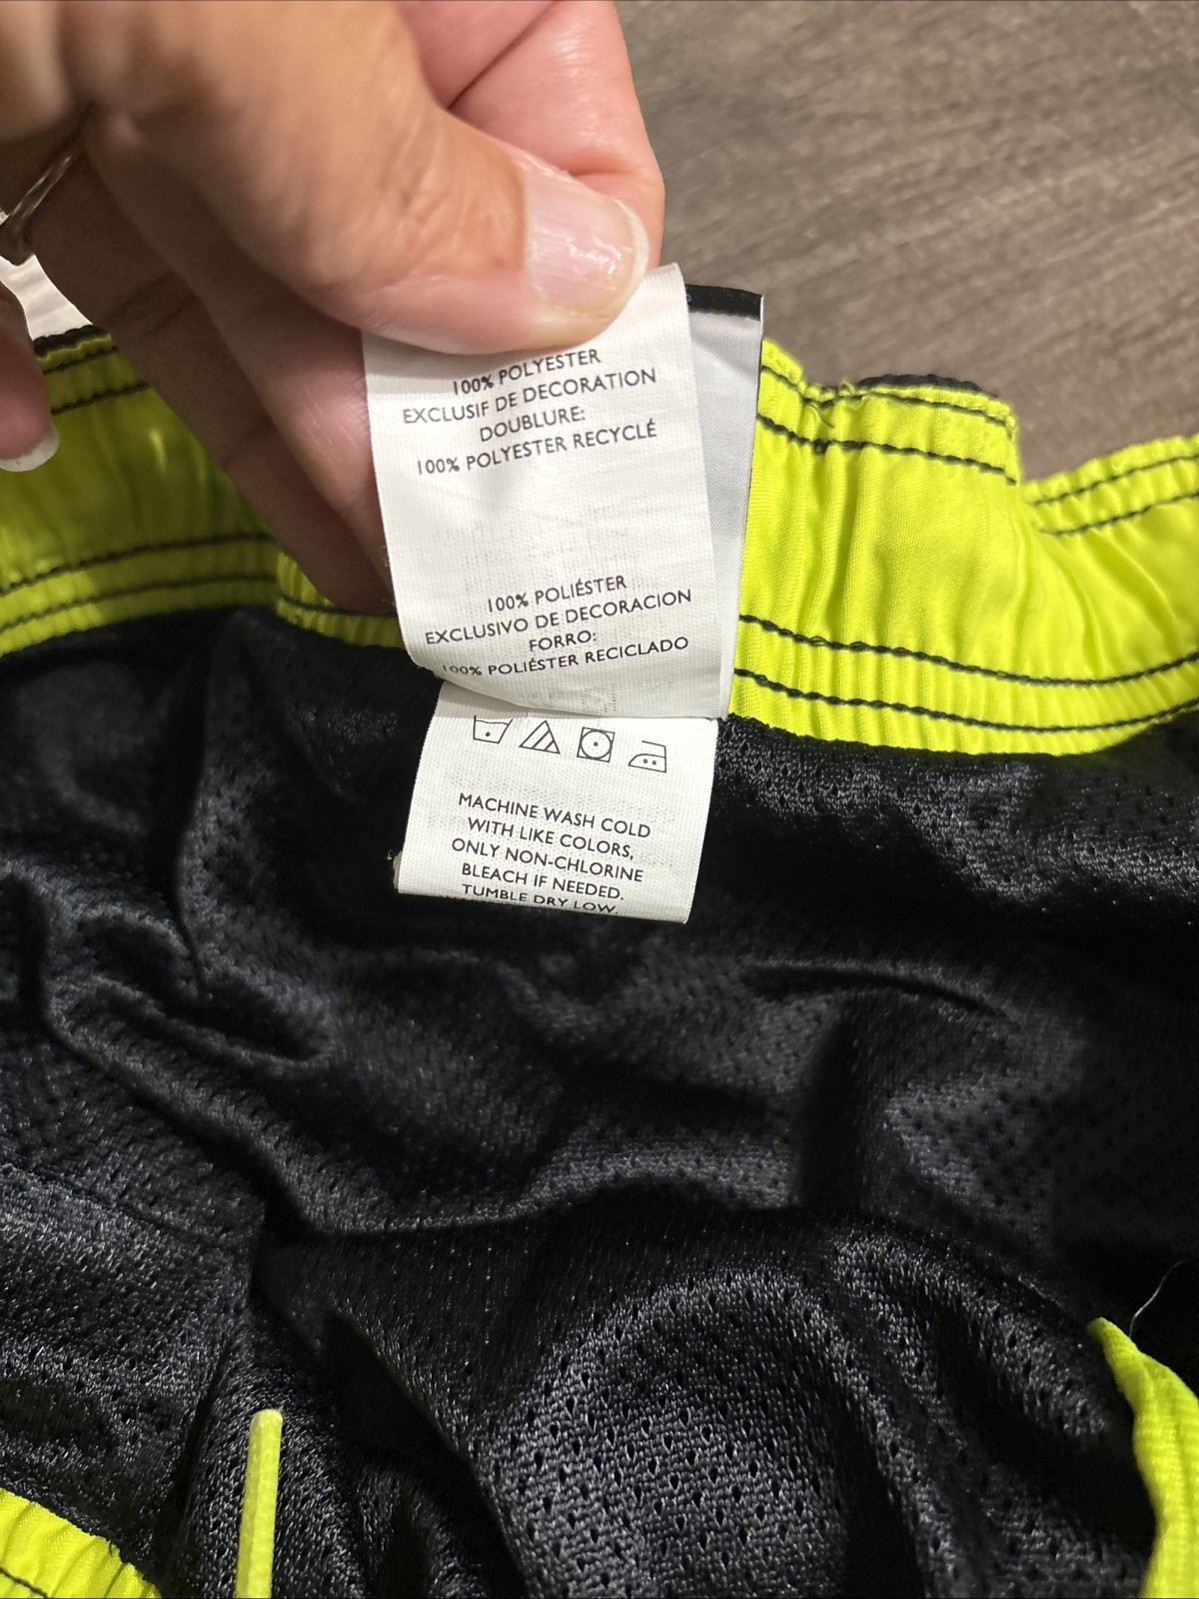 100% POLYESTER
EXCLUSIF DE DECORATION
DOUBLURE:
100% POLYESTER RECYCLÉ
100% POLIÉSTER
EXCLUSIVO DE DECORACION
FORRO:
100% POLIÉSTER RECICLADO
MACHINE WASH COLD
WITH LIKE COLORS,
ONLY NON-CHLORINE
BLEACH IF NEEDED.
TUMBLE DRY LOW.